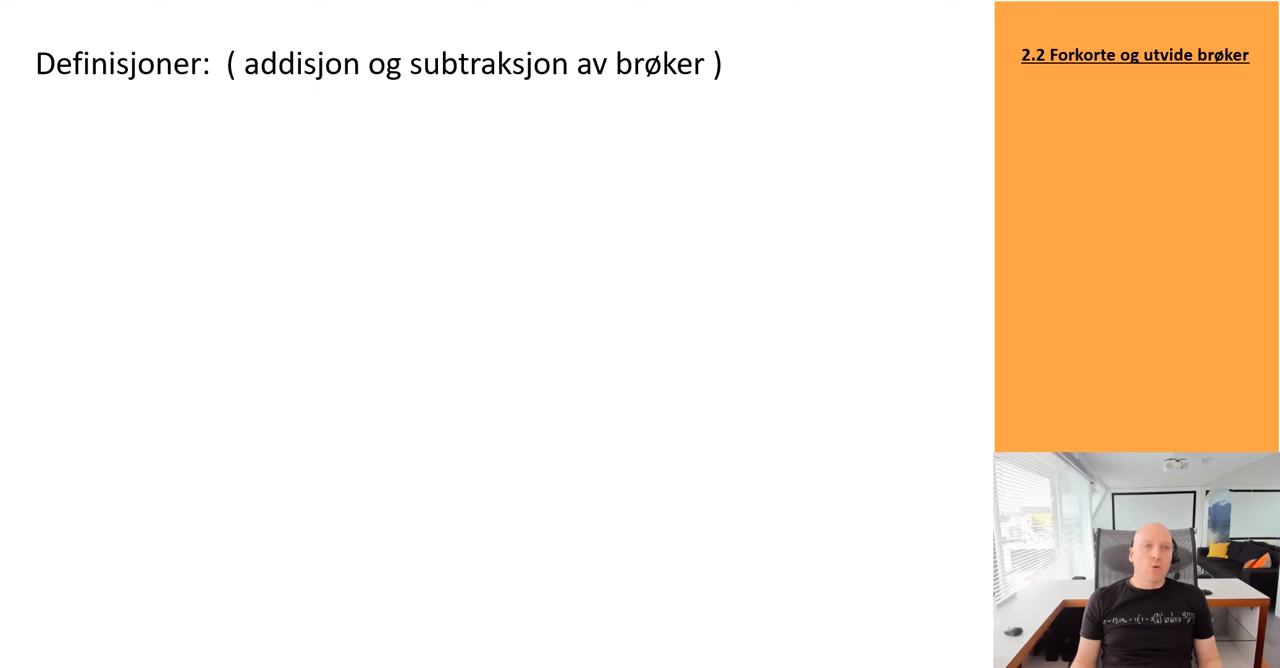 Definisjoner: ( addisjon og subtraksjon av brøker )
2.2 Forkorte og utvide brøker